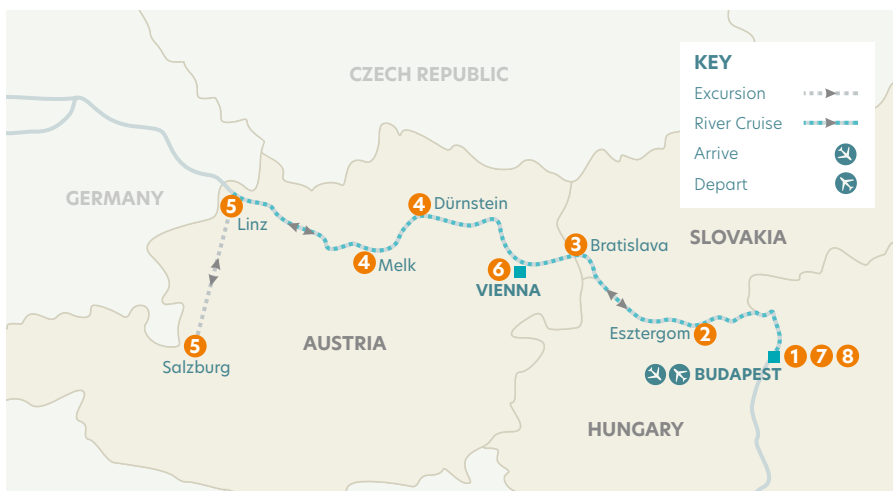 CZECH REPUBLIC
KEY
Excursion
River Cruise
Arrive
Depart
GERMANY
5
Linz
4
Dürnstein
4
Melk
3
Bratislava
SLOVAKIA
6
VIENNA
Esztergom
2
5
Salzburg
AUSTRIA
1 7 8
BUDAPEST
HUNGARY